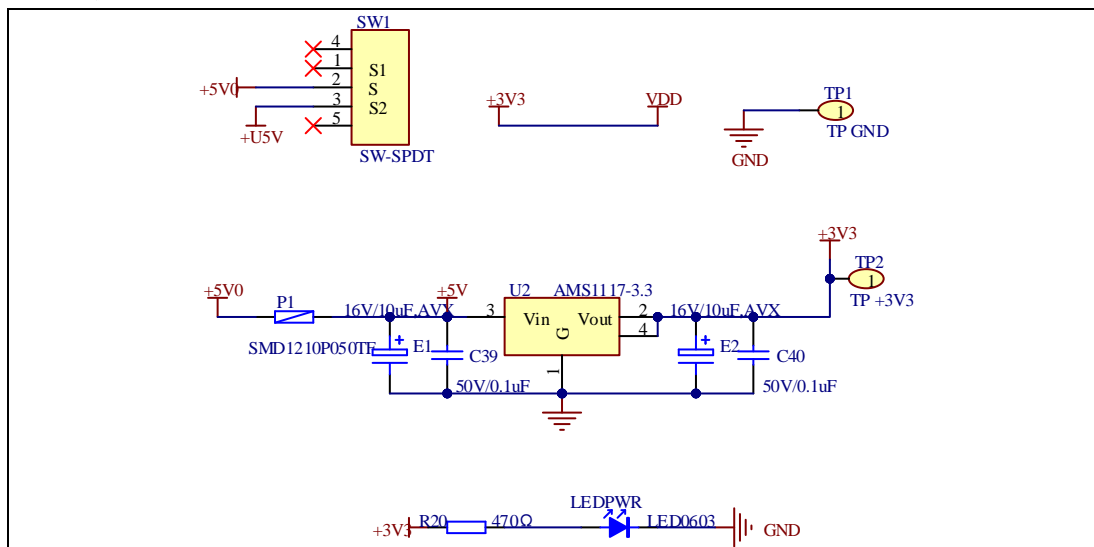 SW1
4
1
S1
+5V0
2
S
3
S2
+U5V
5
SW-SPDT
+3V3
VDD
TP1
1
TP GND
GND
+3V3
TP2
1
TP +3V3
+5V0
P1
+5V
U2
AMS1117-3.3
16V/10uF,AVX
3
Vin
Vout
2
16V/10uF,AVX
G
4
SMD1210P050TF
E1
C39
E2
C40
1
50V/0.1uF
50V/0.1uF
LEDPWR
+3V3
R20
470Ω
LED0603
GND